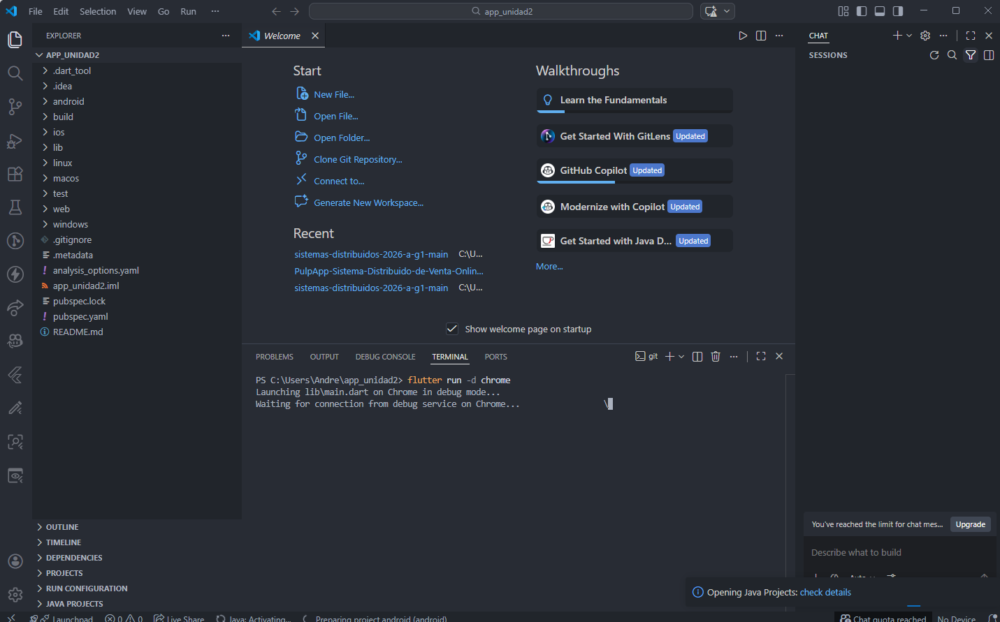 File Edit Selection View Go Run ··· app_unidad2
EXPLORER ···
APP_UNIDAD2
.dart_tool
.idea
android
build
ios
lib
linux
macos
test
web
windows
.gitignore
.metadata
! analysis_options.yaml
app_unidad2.iml
pubspec.lock
! pubspec.yaml
README.md
OUTLINE
TIMELINE
DEPENDENCIES
PROJECTS
RUN CONFIGURATION
JAVA PROJECTS
Welcome
Start
New File...
Open File...
Open Folder...
Clone Git Repository...
Connect to...
Generate New Workspace...
Recent
sistemas-distribuidos-2026-a-g1-main C:\U...
PulpApp-Sistema-Distribuido-de-Venta-Onlin...
sistemas-distribuidos-2026-a-g1-main C:\U...
Walkthroughs
Learn the Fundamentals
Get Started With GitLens Updated
GitHub Copilot Updated
Modernize with Copilot Updated
Get Started with Java D... Updated
More...
Show welcome page on startup
PROBLEMS OUTPUT DEBUG CONSOLE TERMINAL PORTS git
PS C:\Users\Andre\app_unidad2> flutter run -d chrome
Launching lib\main.dart on Chrome in debug mode...
Waiting for connection from debug service on Chrome... \
CHAT
SESSIONS
You've reached the limit for chat mes... Upgrade
Describe what to build
Auto
Opening Java Projects: check details
Launchpad 0 0 Live Share Java: Activating... Preparing project android (android) Chat quota reached No Device